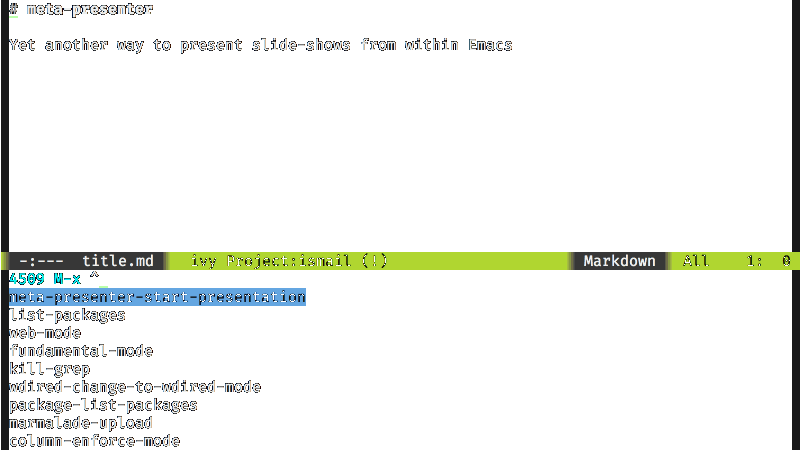 # meta-presenter
Yet another way to present slide-shows from within Emacs
-:--- title.md ivy Project:ismail (!) Markdown All 1: 0
4509 M-x ^
meta-presenter-start-presentation
list-packages
web-mode
fundamental-mode
kill-grep
wdired-change-to-wdired-mode
package-list-packages
marmalade-upload
column-enforce-mode